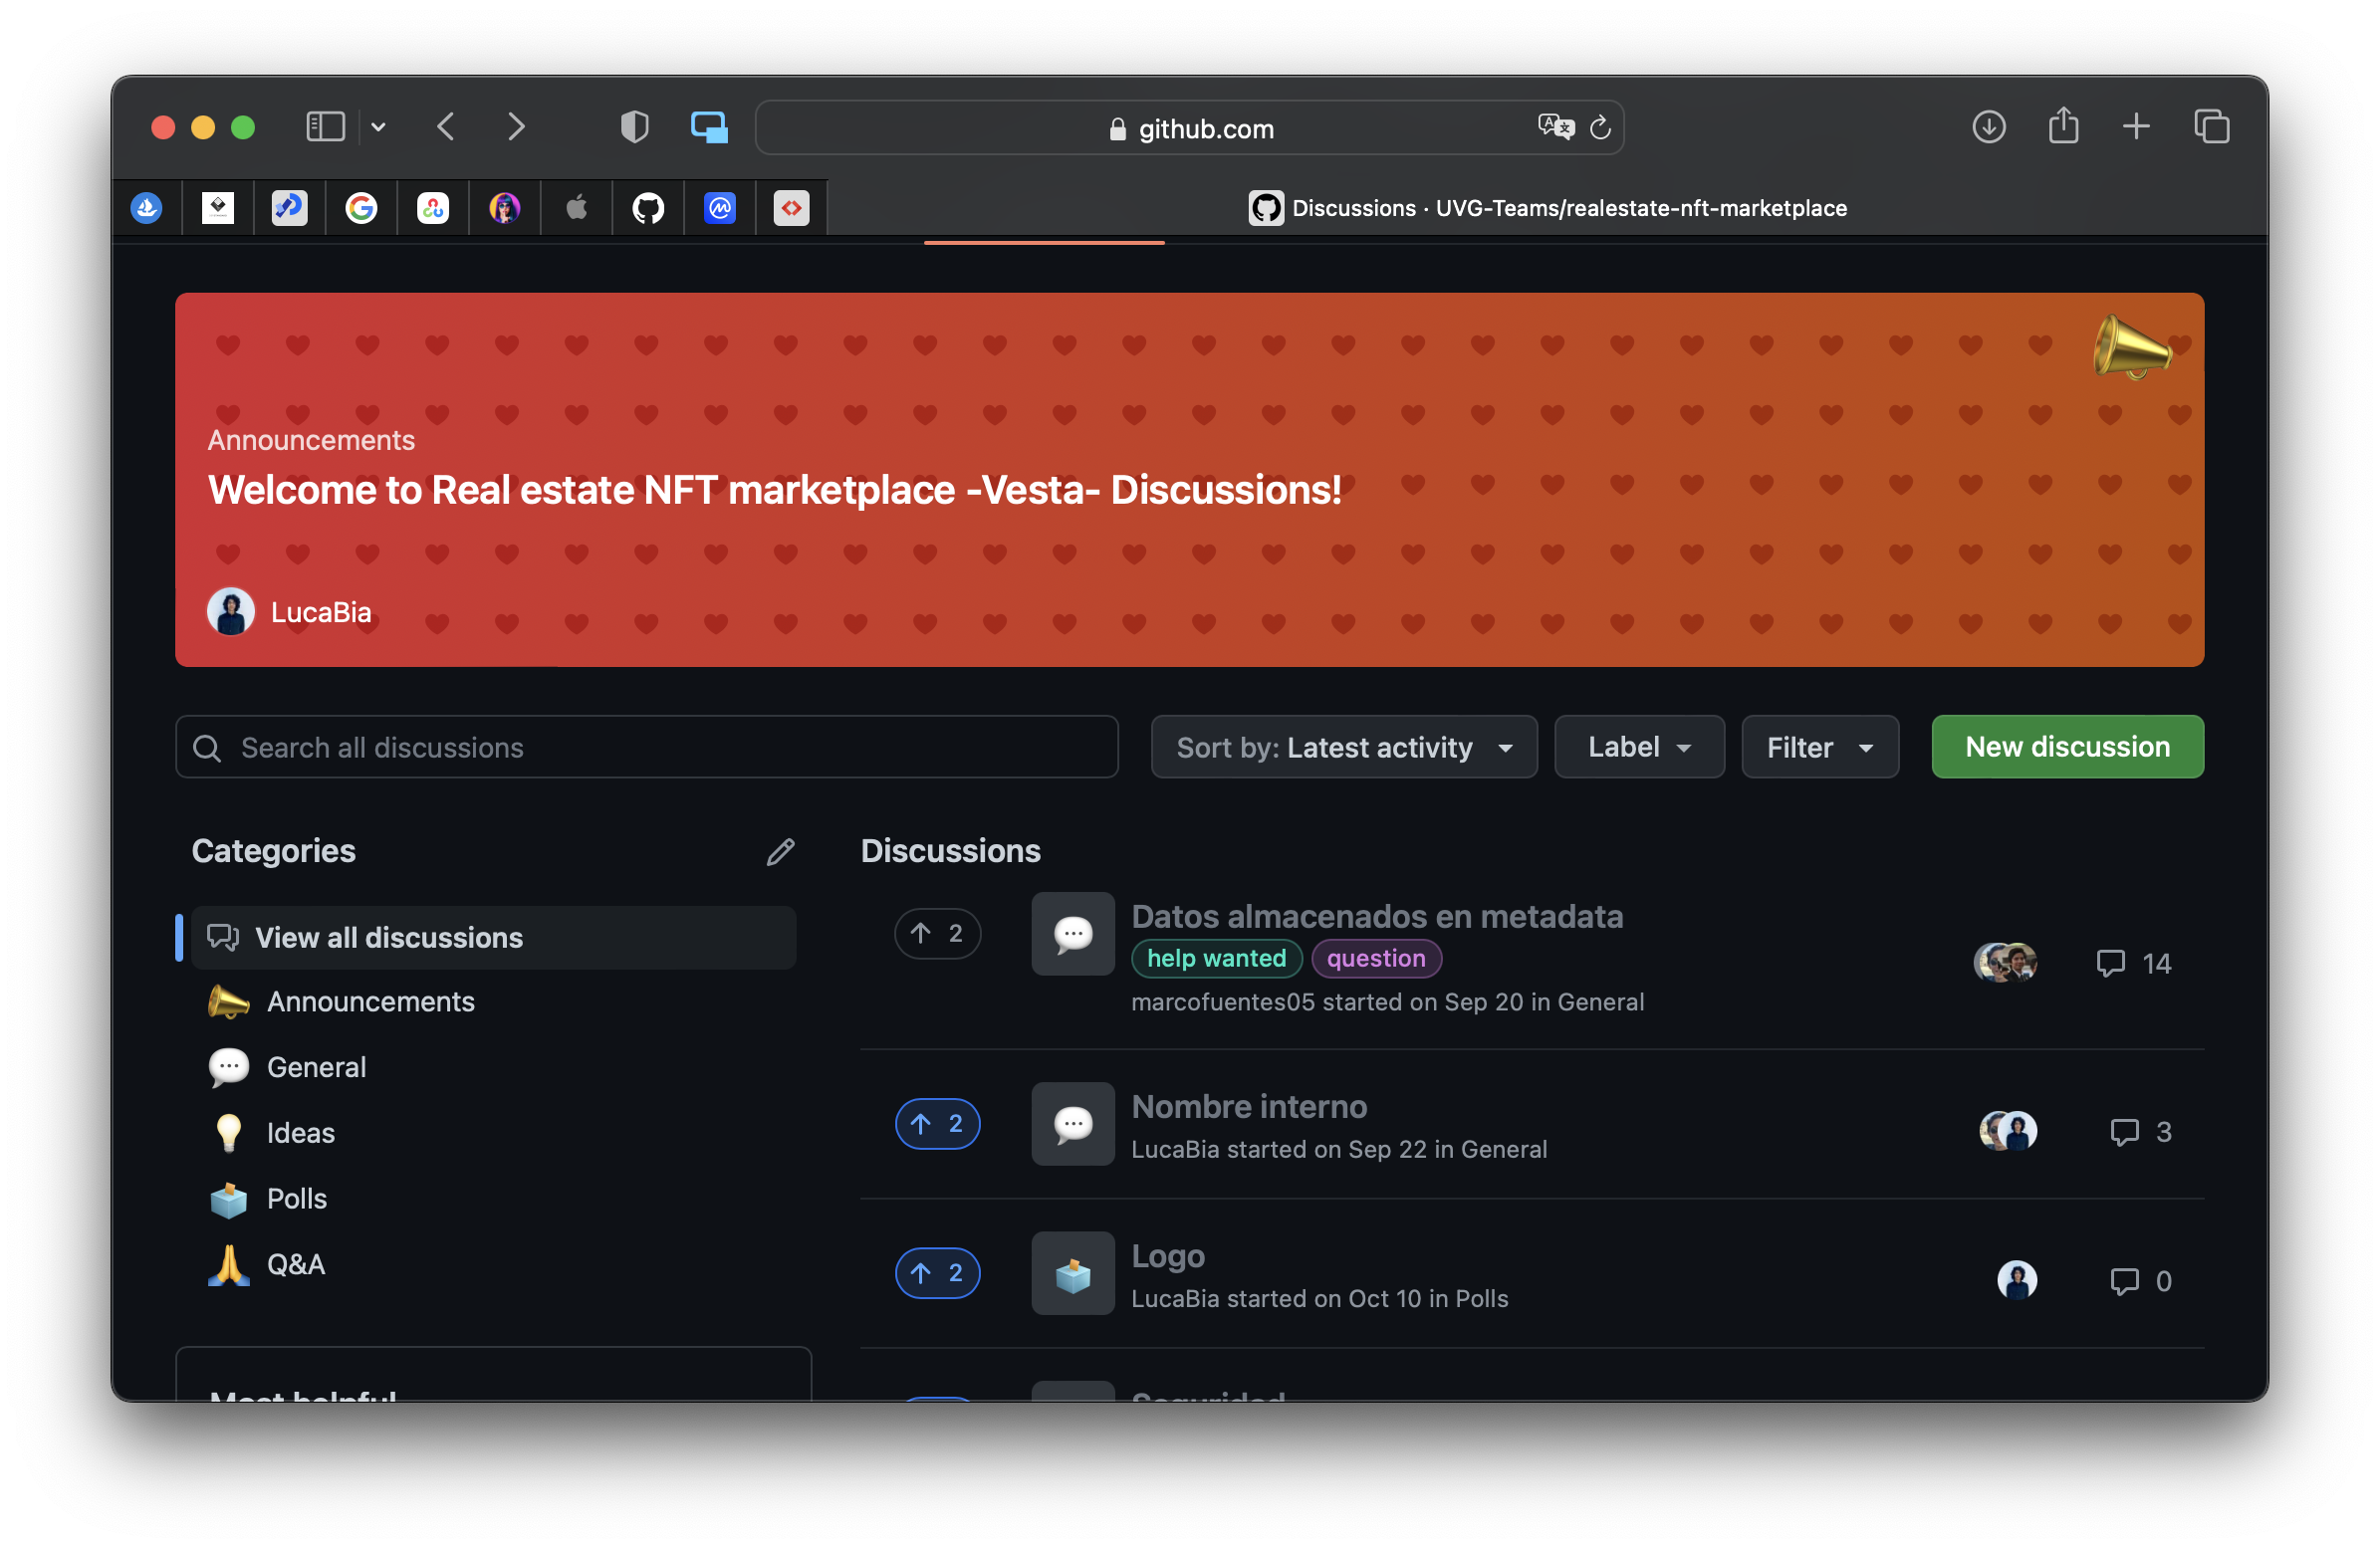 github.com
Discussions · UVG-Teams/realestate-nft-marketplace
Announcements
Welcome to Real estate NFT marketplace -Vesta- Discussions!
LucaBia
Search all discussions
Sort by: Latest activity
Label
Filter
New discussion
Categories
View all discussions
Announcements
General
Ideas
Polls
Q&A
Most helpful
Discussions
2
Datos almacenados en metadata
help wanted
question
marcofuentes05 started on Sep 20 in General
14
2
Nombre interno
LucaBia started on Sep 22 in General
3
2
Logo
LucaBia started on Oct 10 in Polls
0
Seguridad